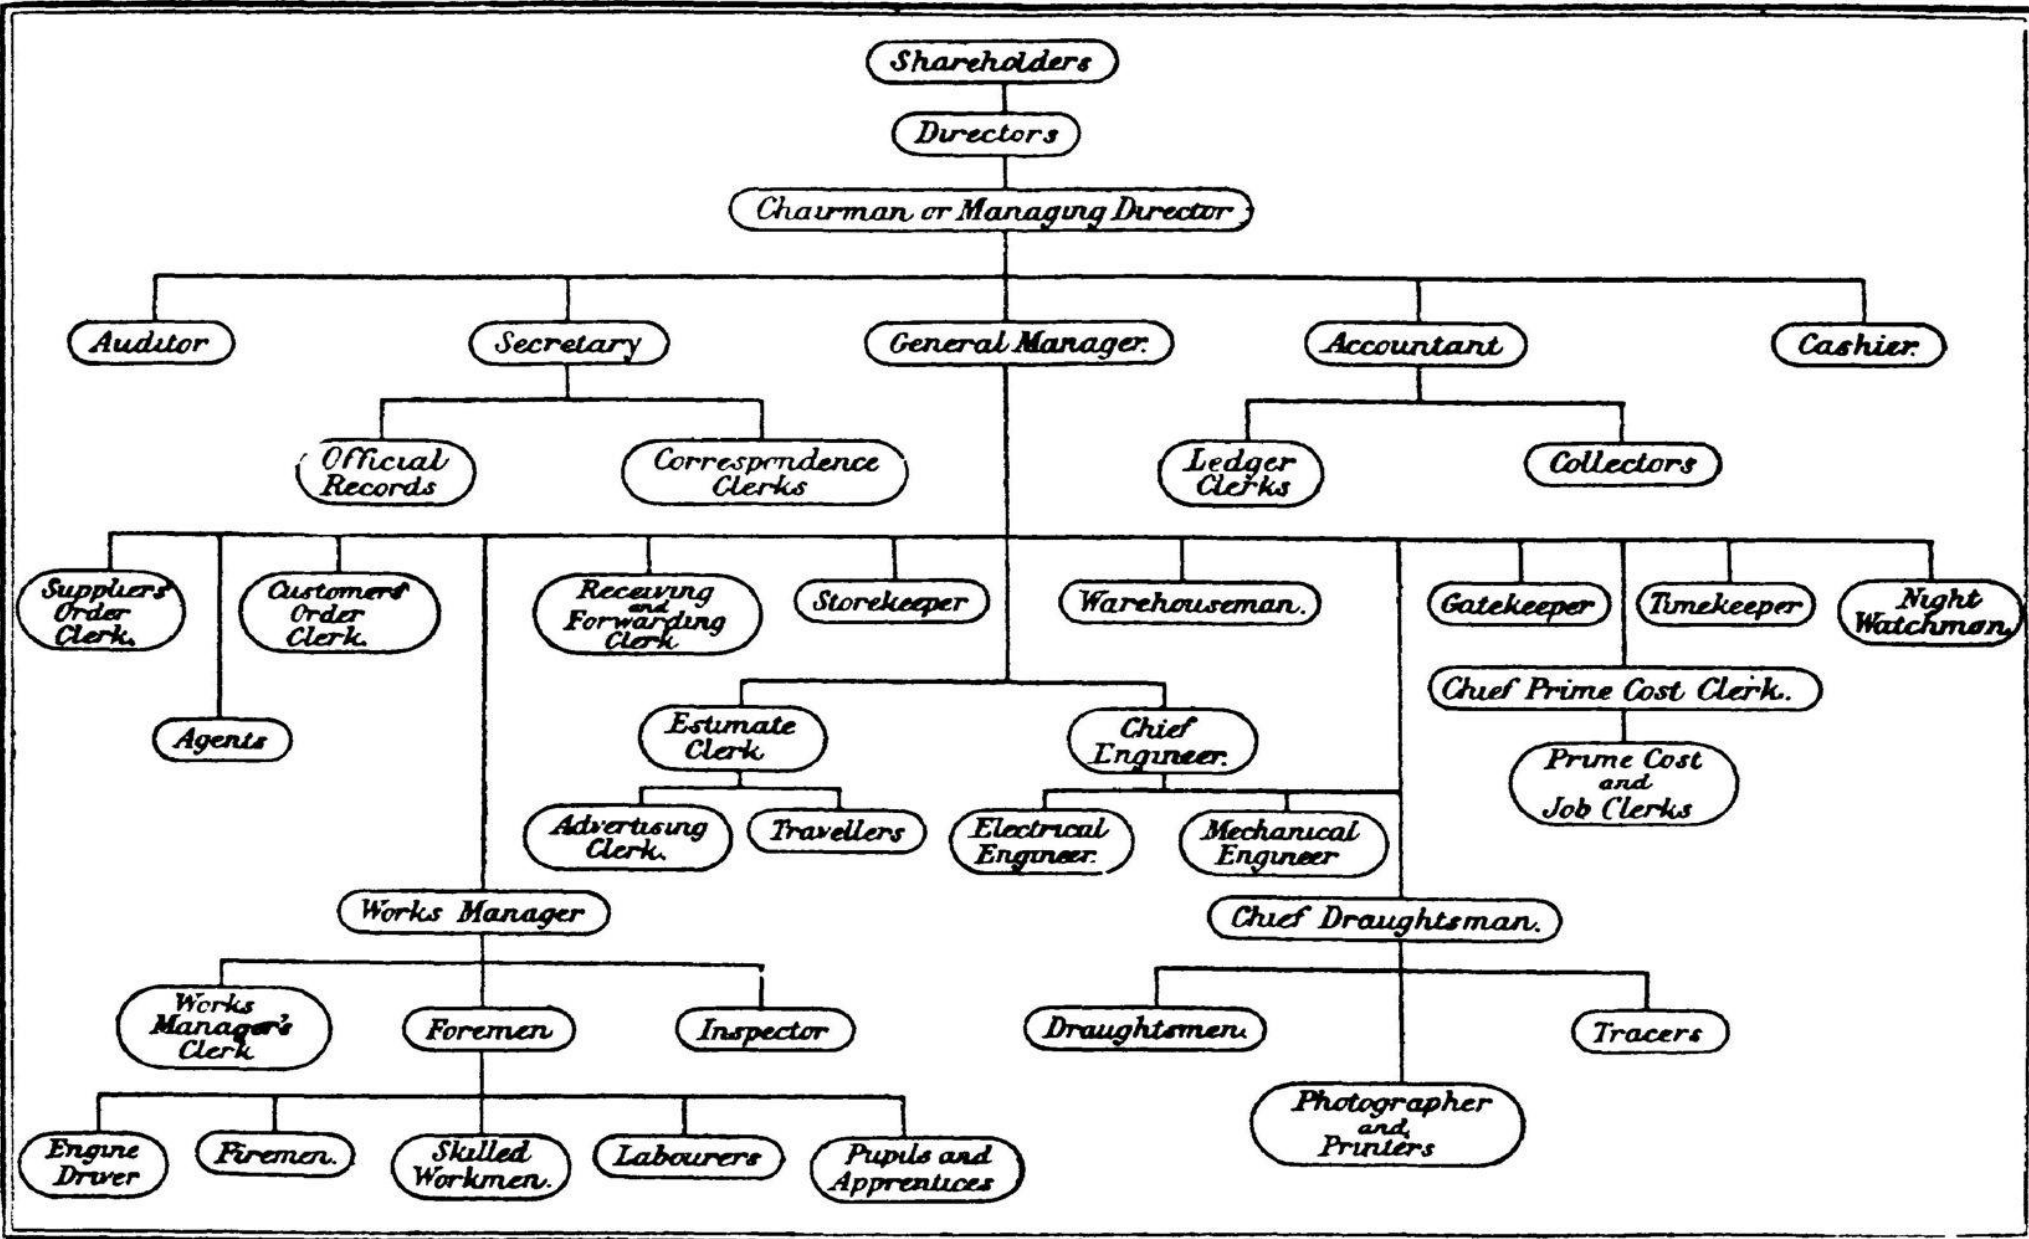 Shareholders
Directors
Chairman or Managing Director
Auditor
Secretary
General Manager.
Accountant
Cashier.
Official
Records
Correspondence
Clerks
Ledger
Clerks
Collectors
Suppliers'
Order
Clerk.
Customers'
Order
Clerk.
Receiving
and
Forwarding
Clerk
Storekeeper
Warehouseman.
Gatekeeper
Timekeeper
Night
Watchman.
Chief Prime Cost Clerk.
Agents
Estimate
Clerk
Chief
Engineer.
Prime Cost
and
Job Clerks
Advertising
Clerk.
Travellers
Electrical
Engineer.
Mechanical
Engineer
Works Manager
Chief Draughtsman.
Works
Manager's
Clerk
Foremen
Inspector
Draughtsmen.
Tracers
Photographer
and
Printers
Engine
Driver
Firemen.
Skilled
Workmen.
Labourers
Pupils and
Apprentices